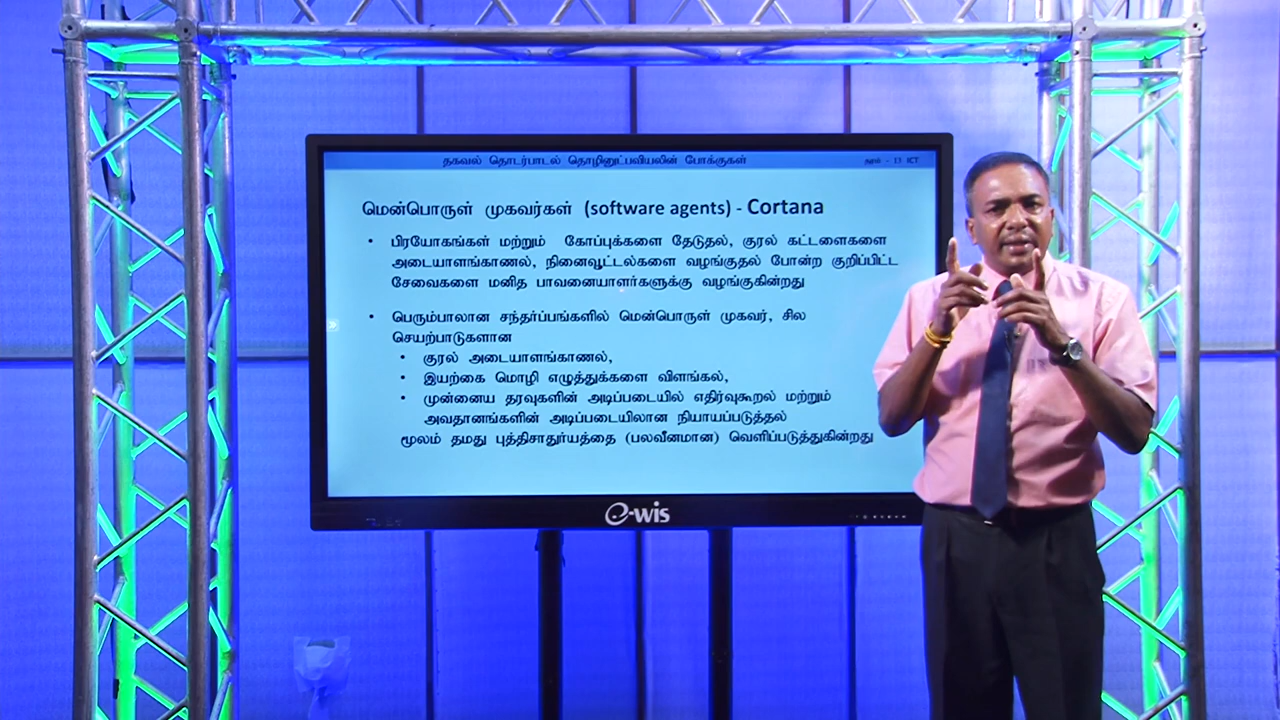 தகவல் தொடர்பாடல் தொழினுட்பவியலின் போக்குகள்
தரம் - 13 ICT
மென்பொருள் முகவர்கள் (software agents) - Cortana
• பிரயோகங்கள் மற்றும் கோப்புக்களை தேடுதல், குரல் கட்டளைகளை
அடையாளங்காணல், நினைவூட்டல்களை வழங்குதல் போன்ற குறிப்பிட்ட
சேவைகளை மனித பாவனையாளர்களுக்கு வழங்குகின்றது
• பெரும்பாலான சந்தர்ப்பங்களில் மென்பொருள் முகவர், சில
செயற்பாடுகளான
• குரல் அடையாளங்காணல்,
• இயற்கை மொழி எழுத்துக்களை விளங்கல்,
• முன்னைய தரவுகளின் அடிப்படையில் எதிர்வுகூறல் மற்றும்
அவதானங்களின் அடிப்படையிலான நியாயப்படுத்தல்
மூலம் தமது புத்திசாதுர்யத்தை (பலவீனமான) வெளிப்படுத்துகின்றது
e-wis